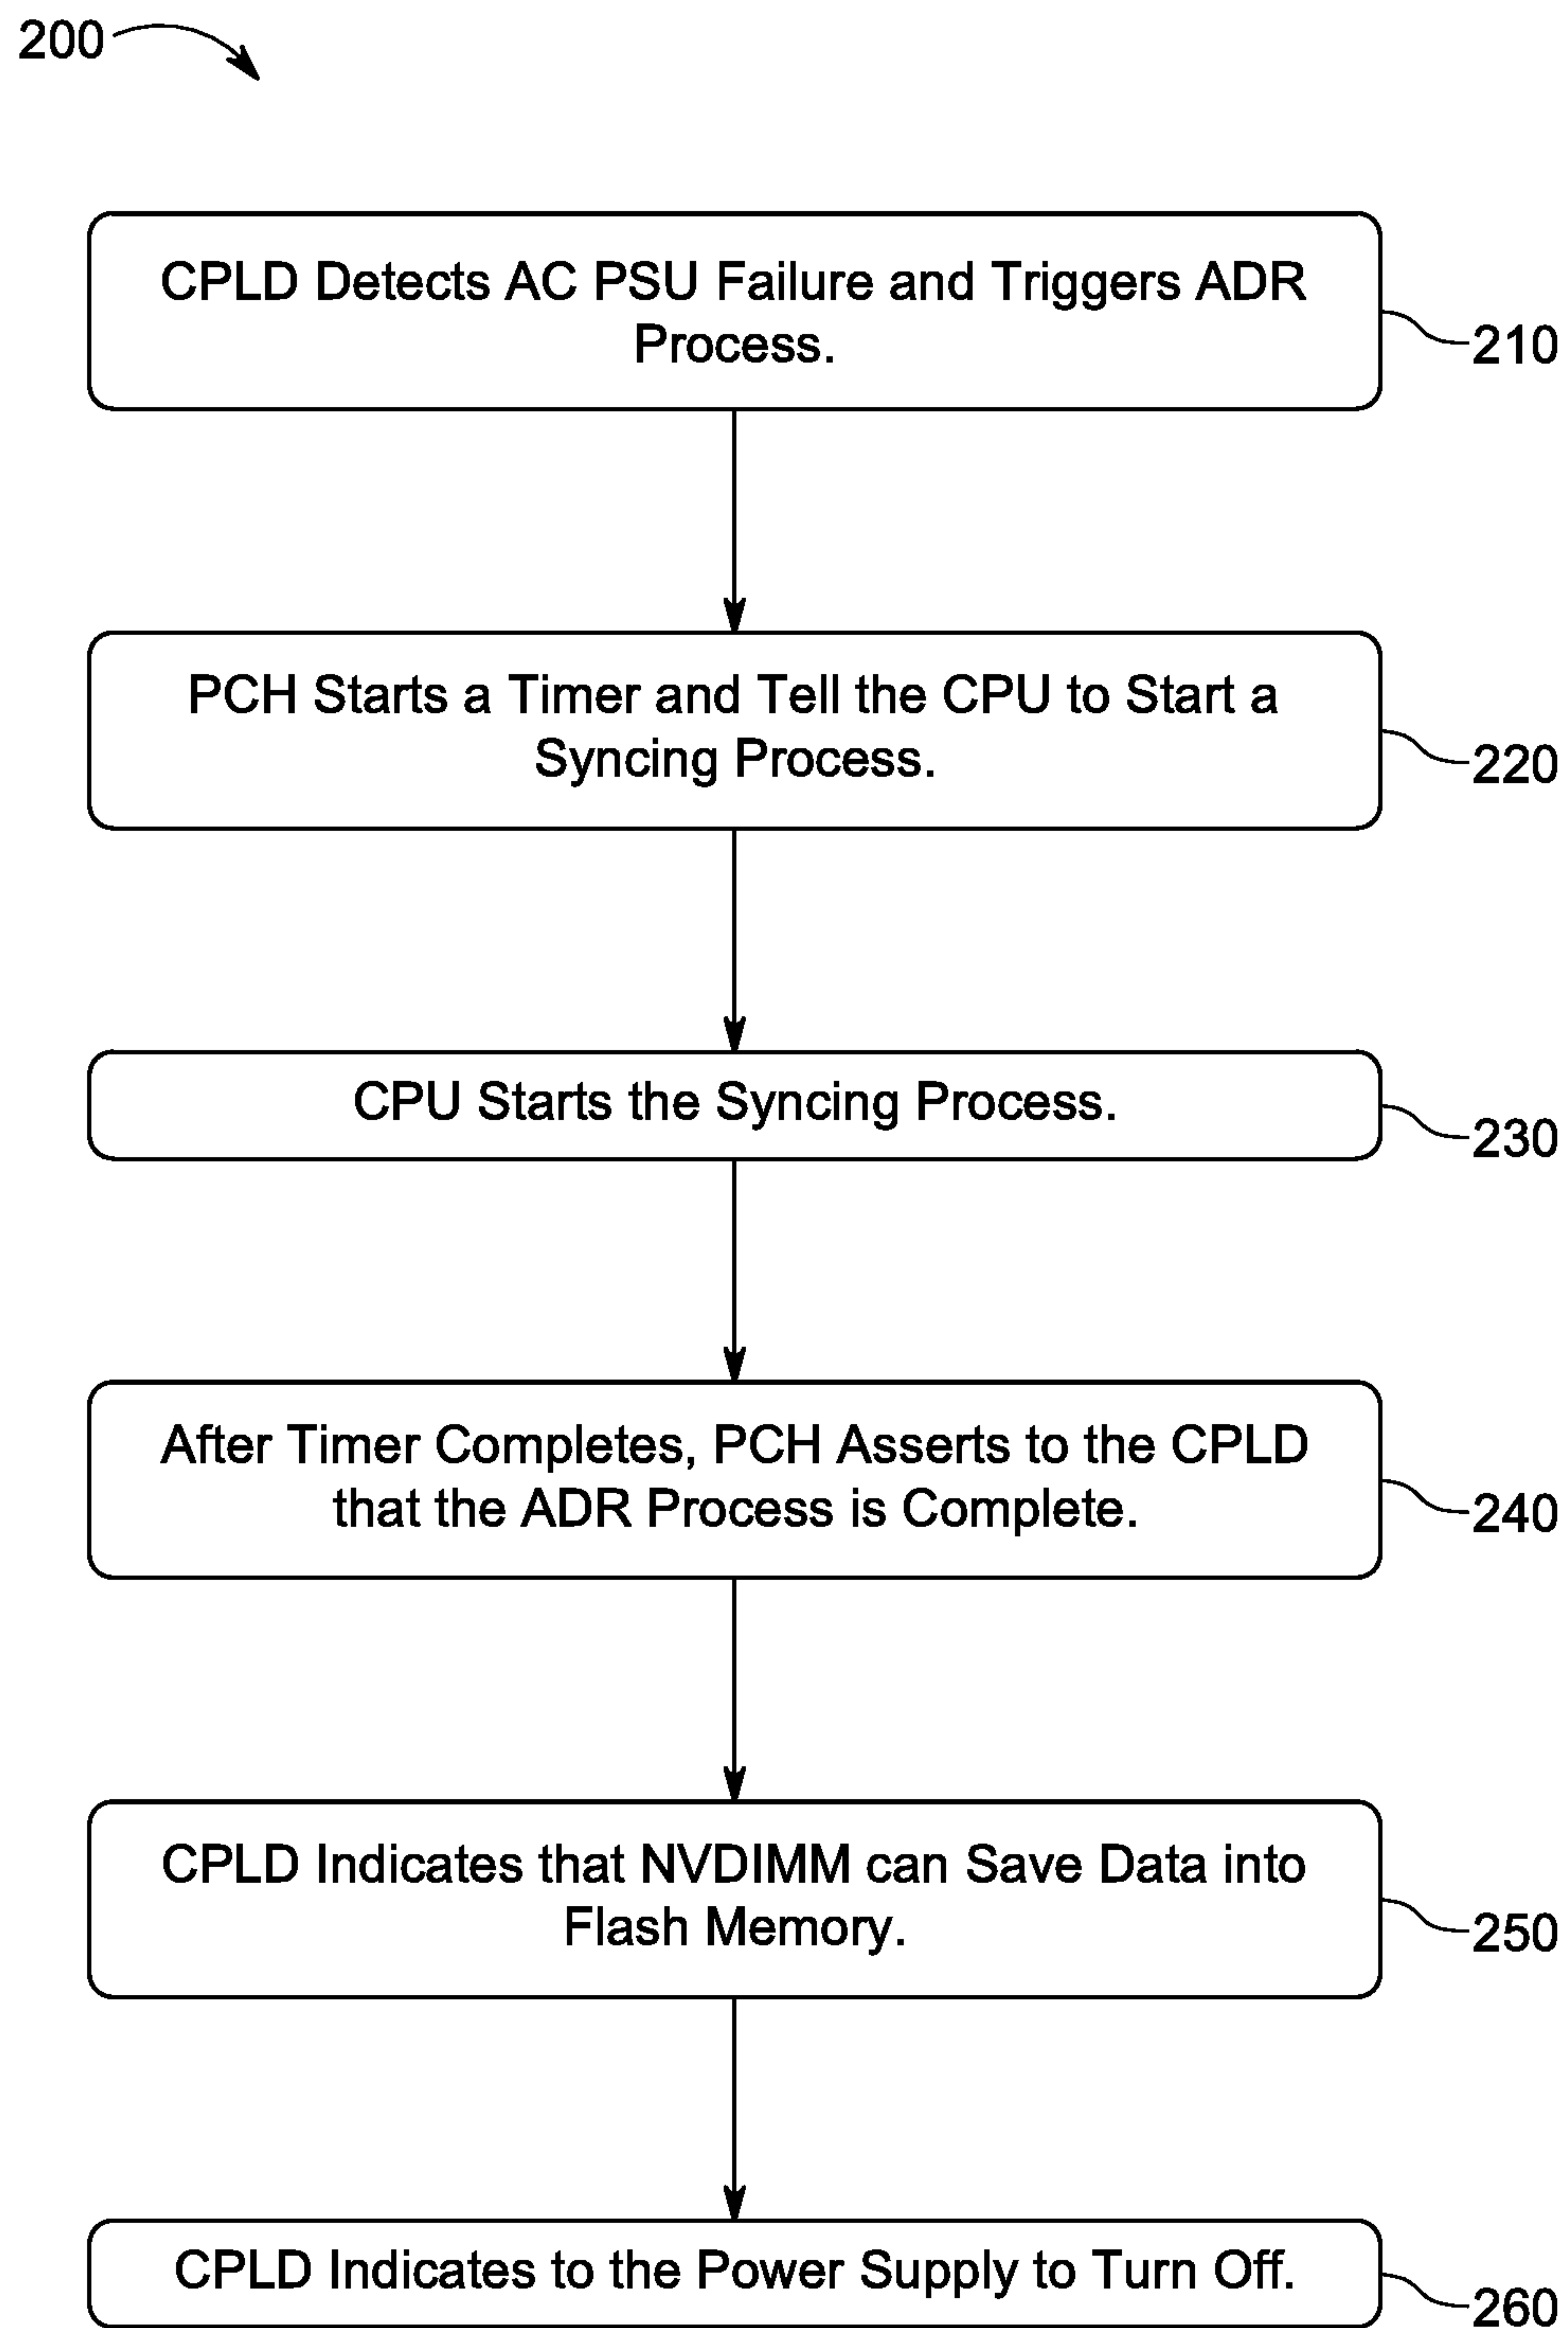 200
CPLD Detects AC PSU Failure and Triggers ADR
Process.
210
PCH Starts a Timer and Tell the CPU to Start a
Syncing Process.
220
CPU Starts the Syncing Process.
230
After Timer Completes, PCH Asserts to the CPLD
that the ADR Process is Complete.
240
CPLD Indicates that NVDIMM can Save Data into
Flash Memory.
250
CPLD Indicates to the Power Supply to Turn Off.
260